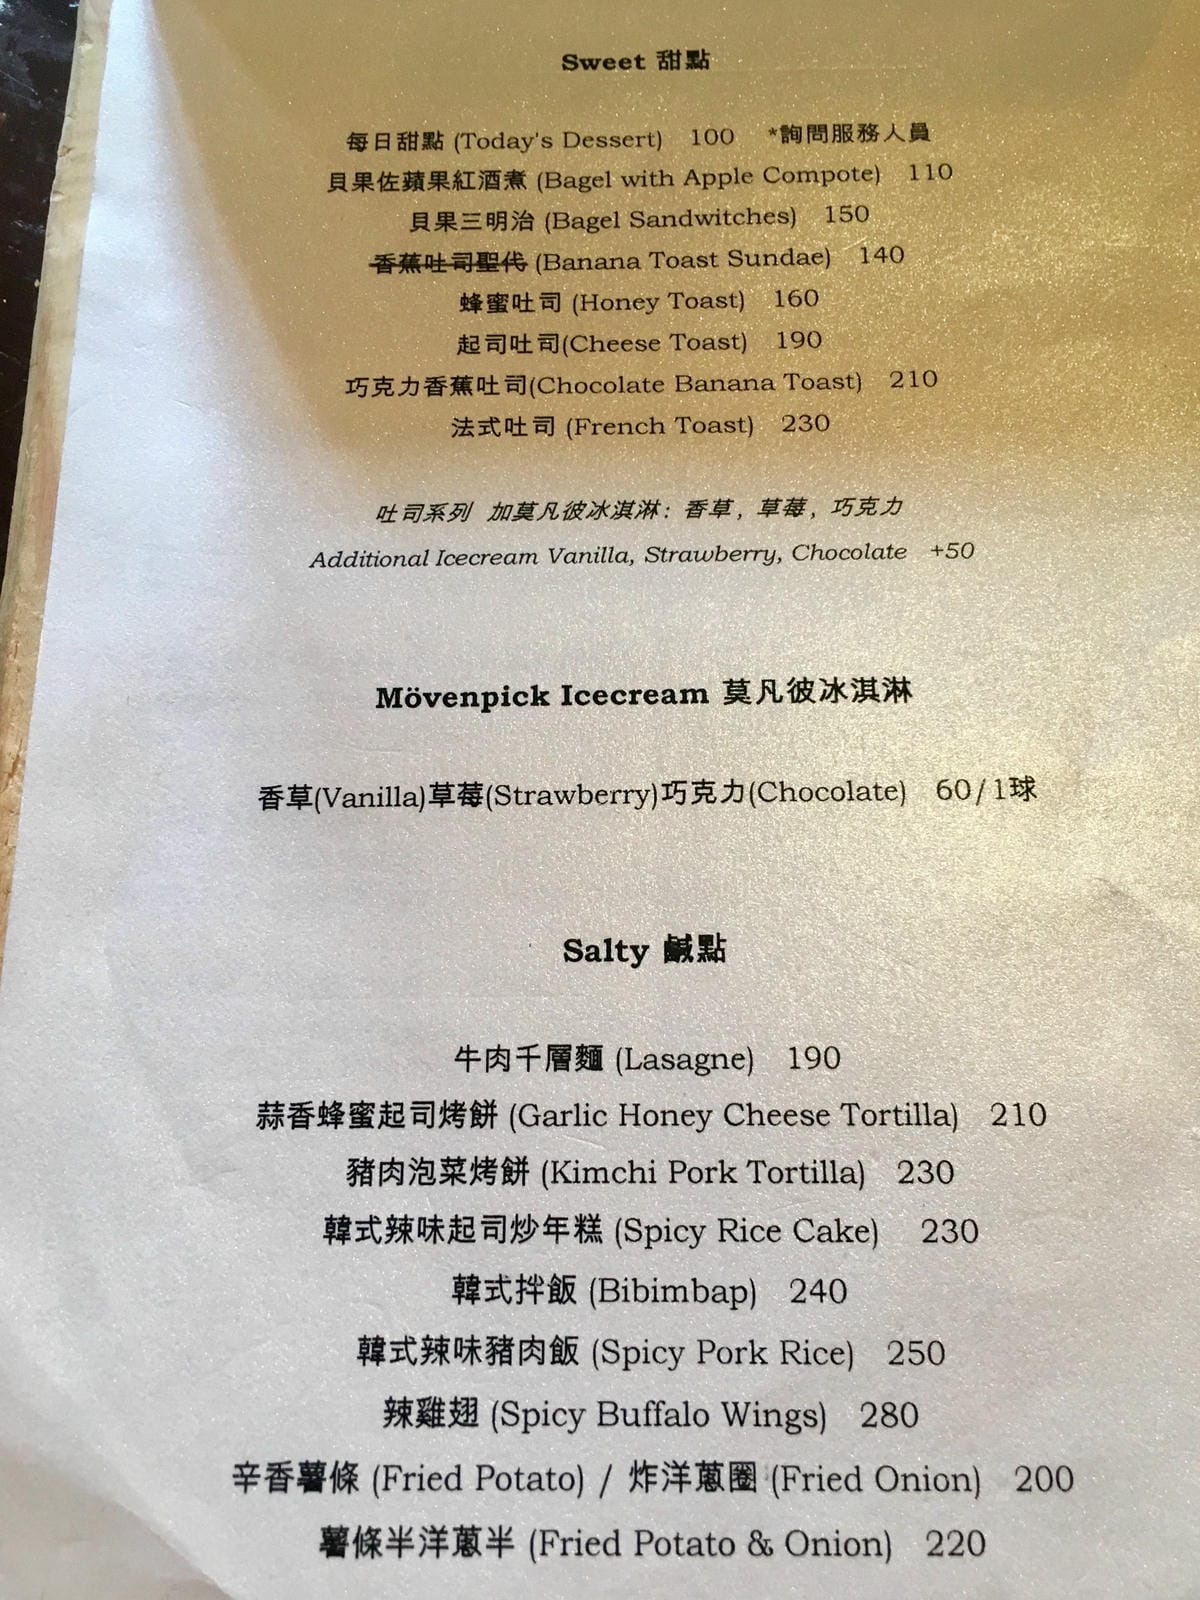 Sweet 甜點
每日甜點 (Today's Dessert) 100 *詢問服務人員
貝果佐蘋果紅酒煮 (Bagel with Apple Compote) 110
貝果三明治 (Bagel Sandwitches) 150
香蕉吐司聖代 (Banana Toast Sundae) 140
蜂蜜吐司 (Honey Toast) 160
起司吐司(Cheese Toast) 190
巧克力香蕉吐司(Chocolate Banana Toast) 210
法式吐司 (French Toast) 230
吐司系列 加莫凡彼冰淇淋: 香草, 草莓, 巧克力
Additional Icecream Vanilla, Strawberry, Chocolate +50
Mövenpick Icecream 莫凡彼冰淇淋
香草(Vanilla)草莓(Strawberry)巧克力(Chocolate) 60/1球
Salty 鹹點
牛肉千層麵 (Lasagne) 190
蒜香蜂蜜起司烤餅 (Garlic Honey Cheese Tortilla) 210
豬肉泡菜烤餅 (Kimchi Pork Tortilla) 230
韓式辣味起司炒年糕 (Spicy Rice Cake) 230
韓式拌飯 (Bibimbap) 240
韓式辣味豬肉飯 (Spicy Pork Rice) 250
辣雞翅 (Spicy Buffalo Wings) 280
辛香薯條 (Fried Potato) / 炸洋蔥圈 (Fried Onion) 200
薯條半洋蔥半 (Fried Potato & Onion) 220